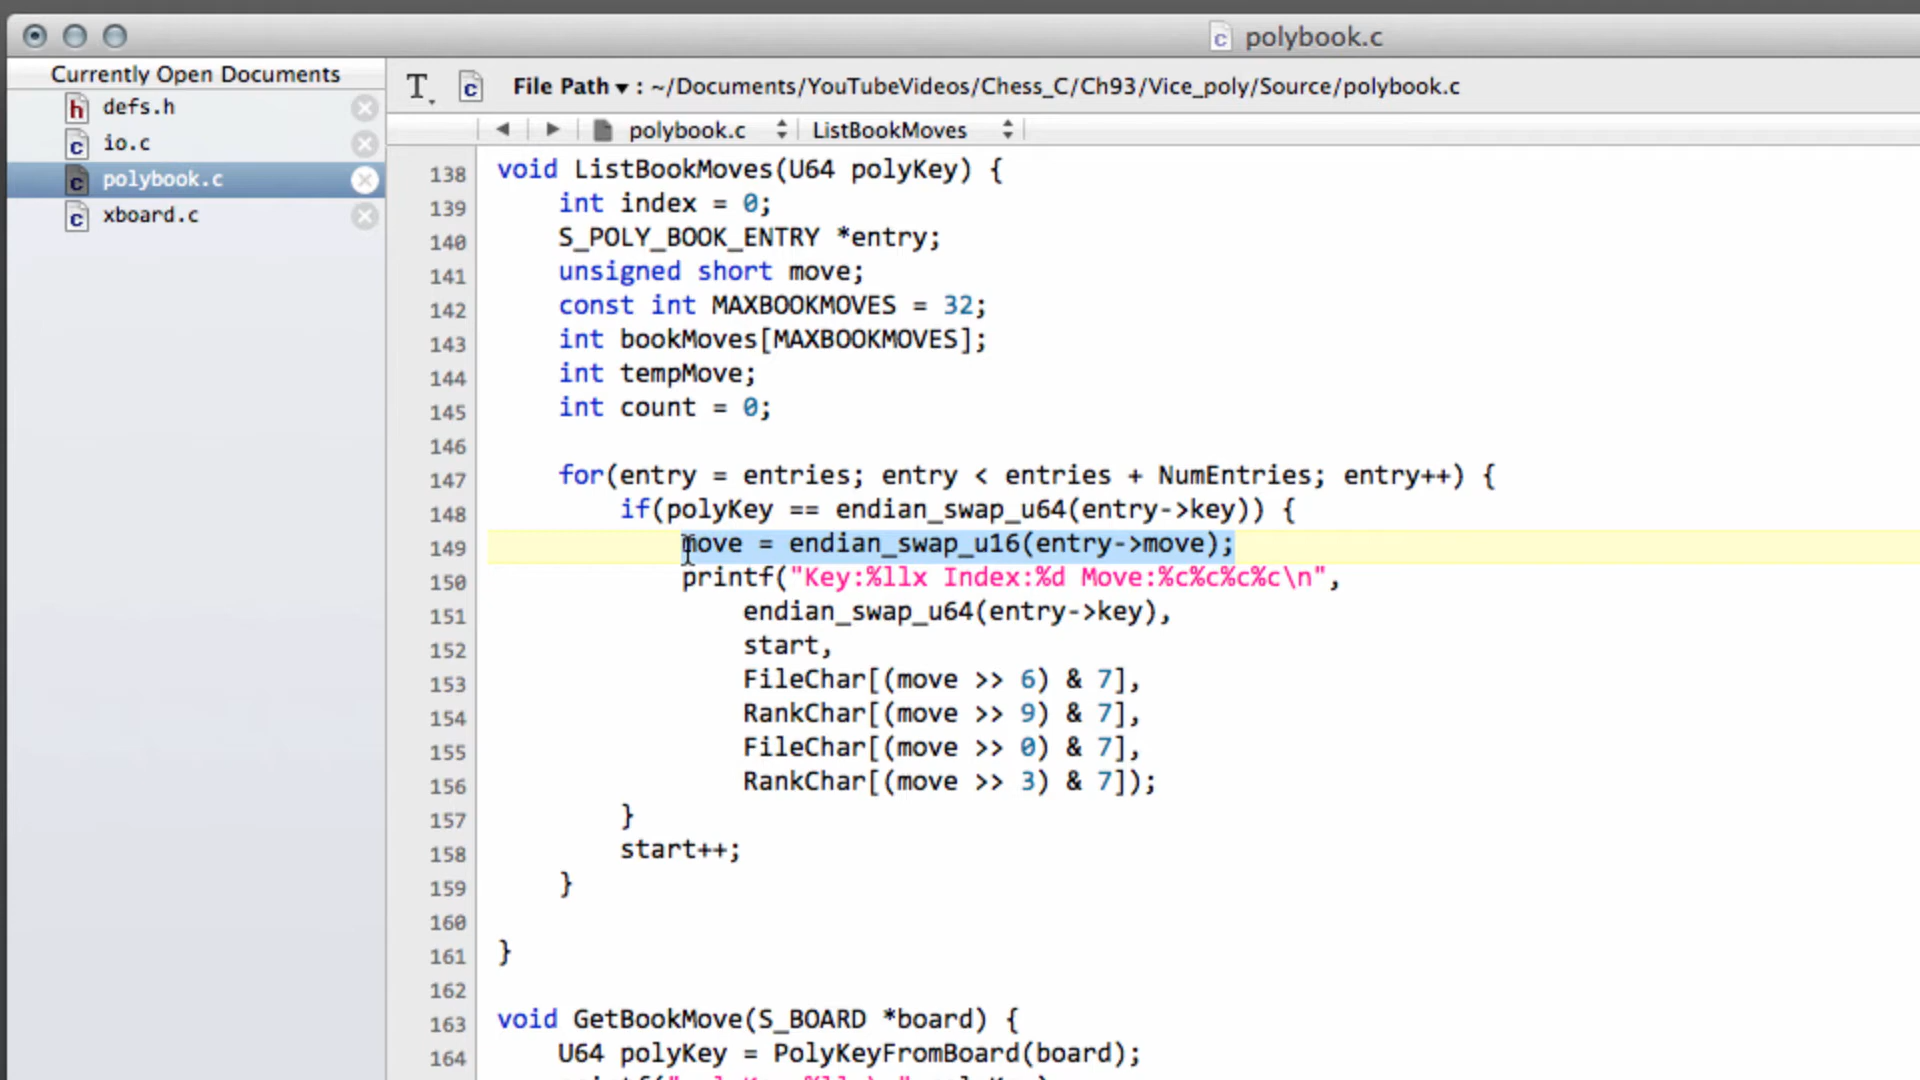 polybook.c
Currently Open Documents
defs.h
io.c
polybook.c
xboard.c
File Path ▾ : ~/Documents/YouTubeVideos/Chess_C/Ch93/Vice_poly/Source/polybook.c
polybook.c ListBookMoves
138 void ListBookMoves(U64 polyKey) {
139 int index = 0;
140 S_POLY_BOOK_ENTRY *entry;
141 unsigned short move;
142 const int MAXBOOKMOVES = 32;
143 int bookMoves[MAXBOOKMOVES];
144 int tempMove;
145 int count = 0;
146
147 for(entry = entries; entry < entries + NumEntries; entry++) {
148 if(polyKey == endian_swap_u64(entry->key)) {
149 move = endian_swap_u16(entry->move);
150 printf("Key:%llx Index:%d Move:%c%c%c%c\n",
151 endian_swap_u64(entry->key),
152 start,
153 FileChar[(move >> 6) & 7],
154 RankChar[(move >> 9) & 7],
155 FileChar[(move >> 0) & 7],
156 RankChar[(move >> 3) & 7]);
157 }
158 start++;
159 }
160
161 }
162
163 void GetBookMove(S_BOARD *board) {
164 U64 polyKey = PolyKeyFromBoard(board);